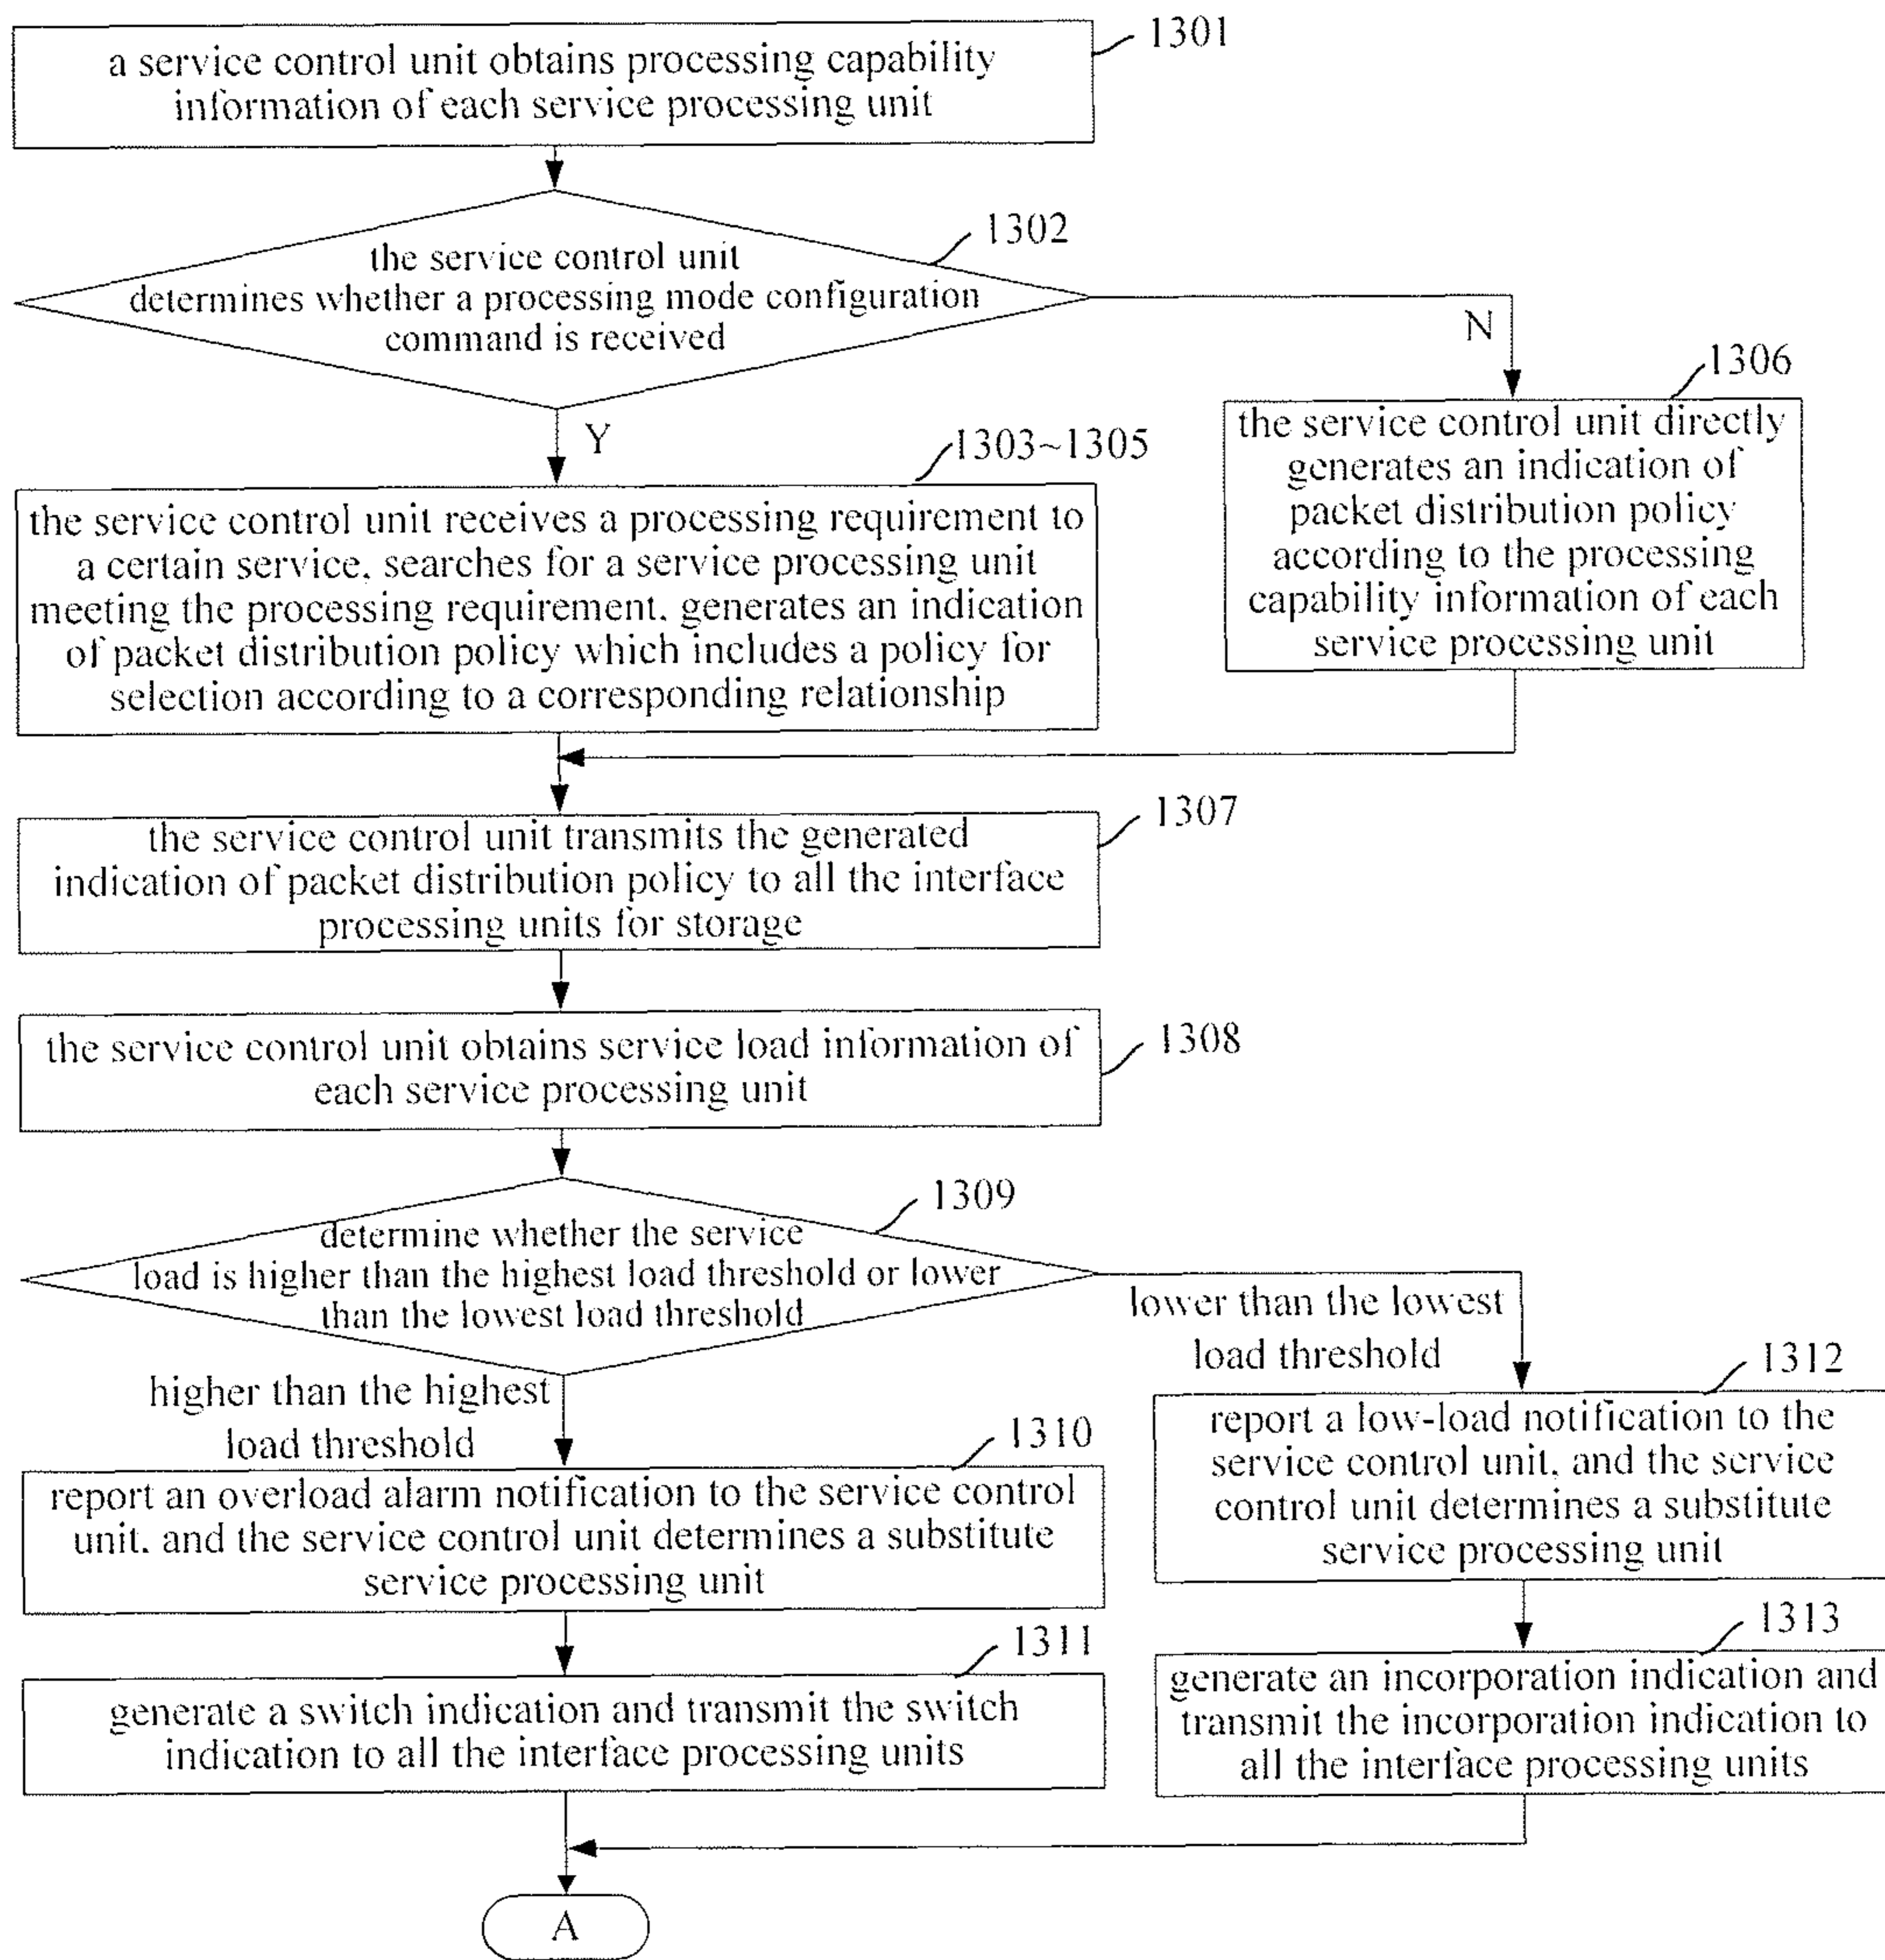 1301
a service control unit obtains processing capability
information of each service processing unit
1302
the service control unit
determines whether a processing mode configuration
command is received
N
Y
1306
the service control unit directly
generates an indication of
packet distribution policy
according to the processing
capability information of each
service processing unit
1303~1305
the service control unit receives a processing requirement to
a certain service, searches for a service processing unit
meeting the processing requirement, generates an indication
of packet distribution policy which includes a policy for
selection according to a corresponding relationship
1307
the service control unit transmits the generated
indication of packet distribution policy to all the interface
processing units for storage
1308
the service control unit obtains service load information of
each service processing unit
1309
determine whether the service
load is higher than the highest load threshold or lower
than the lowest load threshold
lower than the lowest
load threshold
higher than the highest
load threshold
1310
report an overload alarm notification to the service control
unit, and the service control unit determines a substitute
service processing unit
1312
report a low-load notification to the
service control unit, and the service
control unit determines a substitute
service processing unit
1311
generate a switch indication and transmit the switch
indication to all the interface processing units
1313
generate an incorporation indication and
transmit the incorporation indication to
all the interface processing units
A